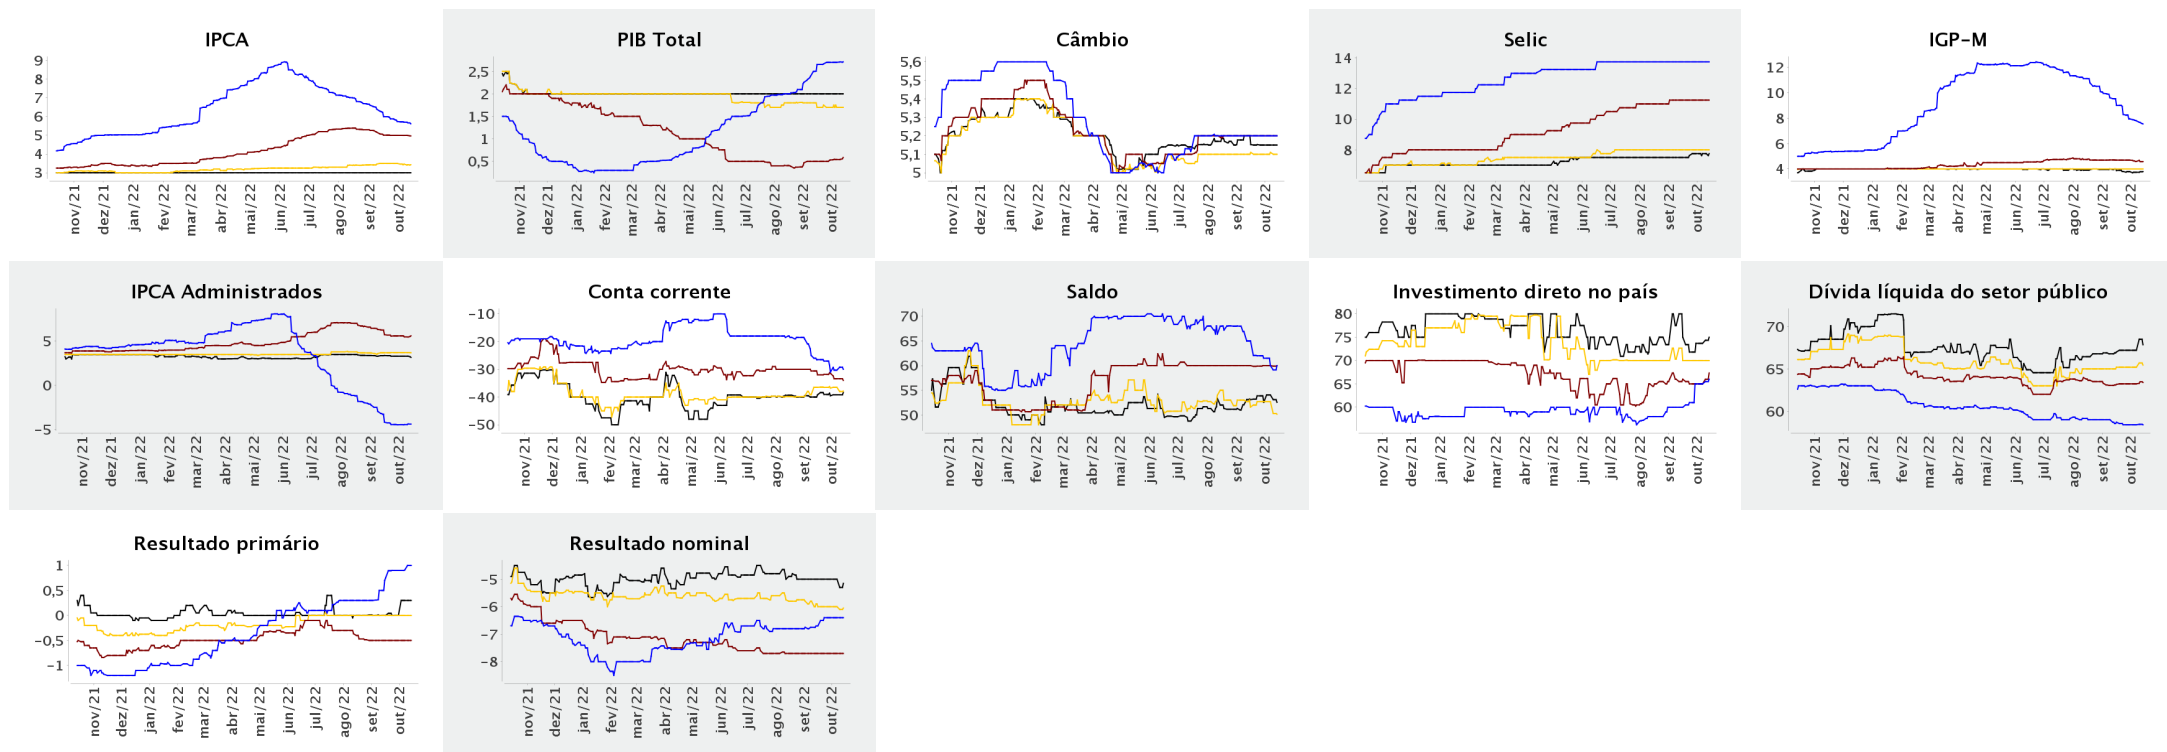 IPCA
9
8
7
6
5
4
3
nov/21
dez/21
jan/22
fev/22
mar/22
abr/22
mai/22
jun/22
jul/22
ago/22
set/22
out/22
PIB Total
2,5
2
1,5
1
0,5
nov/21
dez/21
jan/22
fev/22
mar/22
abr/22
mai/22
jun/22
jul/22
ago/22
set/22
out/22
Câmbio
5,6
5,5
5,4
5,3
5,2
5,1
5
nov/21
dez/21
jan/22
fev/22
mar/22
abr/22
mai/22
jun/22
jul/22
ago/22
set/22
out/22
Selic
14
12
10
8
nov/21
dez/21
jan/22
fev/22
mar/22
abr/22
mai/22
jun/22
jul/22
ago/22
set/22
out/22
IGP-M
12
10
8
6
4
nov/21
dez/21
jan/22
fev/22
mar/22
abr/22
mai/22
jun/22
jul/22
ago/22
set/22
out/22
IPCA Administrados
5
0
-5
nov/21
dez/21
jan/22
fev/22
mar/22
abr/22
mai/22
jun/22
jul/22
ago/22
set/22
out/22
Conta corrente
-10
-20
-30
-40
-50
nov/21
dez/21
jan/22
fev/22
mar/22
abr/22
mai/22
jun/22
jul/22
ago/22
set/22
out/22
Saldo
70
65
60
55
50
nov/21
dez/21
jan/22
fev/22
mar/22
abr/22
mai/22
jun/22
jul/22
ago/22
set/22
out/22
Investimento direto no país
80
75
70
65
60
nov/21
dez/21
jan/22
fev/22
mar/22
abr/22
mai/22
jun/22
jul/22
ago/22
set/22
out/22
Dívida líquida do setor público
70
65
60
nov/21
dez/21
jan/22
fev/22
mar/22
abr/22
mai/22
jun/22
jul/22
ago/22
set/22
out/22
Resultado primário
1
0,5
0
-0,5
-1
nov/21
dez/21
jan/22
fev/22
mar/22
abr/22
mai/22
jun/22
jul/22
ago/22
set/22
out/22
Resultado nominal
-5
-6
-7
-8
nov/21
dez/21
jan/22
fev/22
mar/22
abr/22
mai/22
jun/22
jul/22
ago/22
set/22
out/22